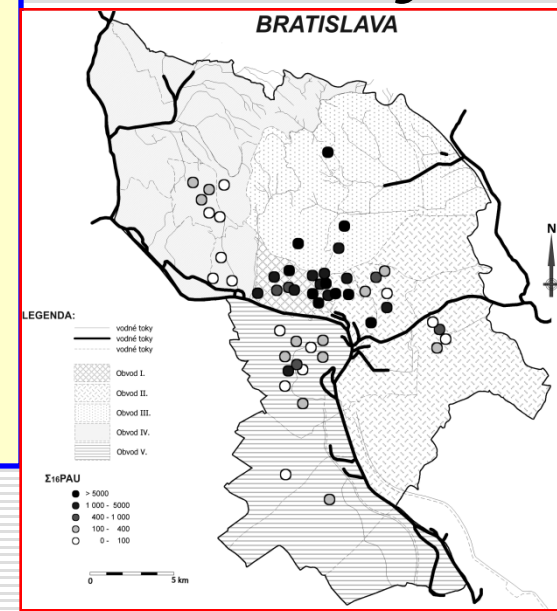 BRATISLAVA
N
LEGENDA:
vodné toky
vodné toky
vodné toky
Obvod I.
Obvod II.
Obvod III.
Obvod IV.
Obvod V.
Σ16PAU
> 5000
1 000 - 5000
400 - 1 000
100 - 400
0 - 100
0 5 km